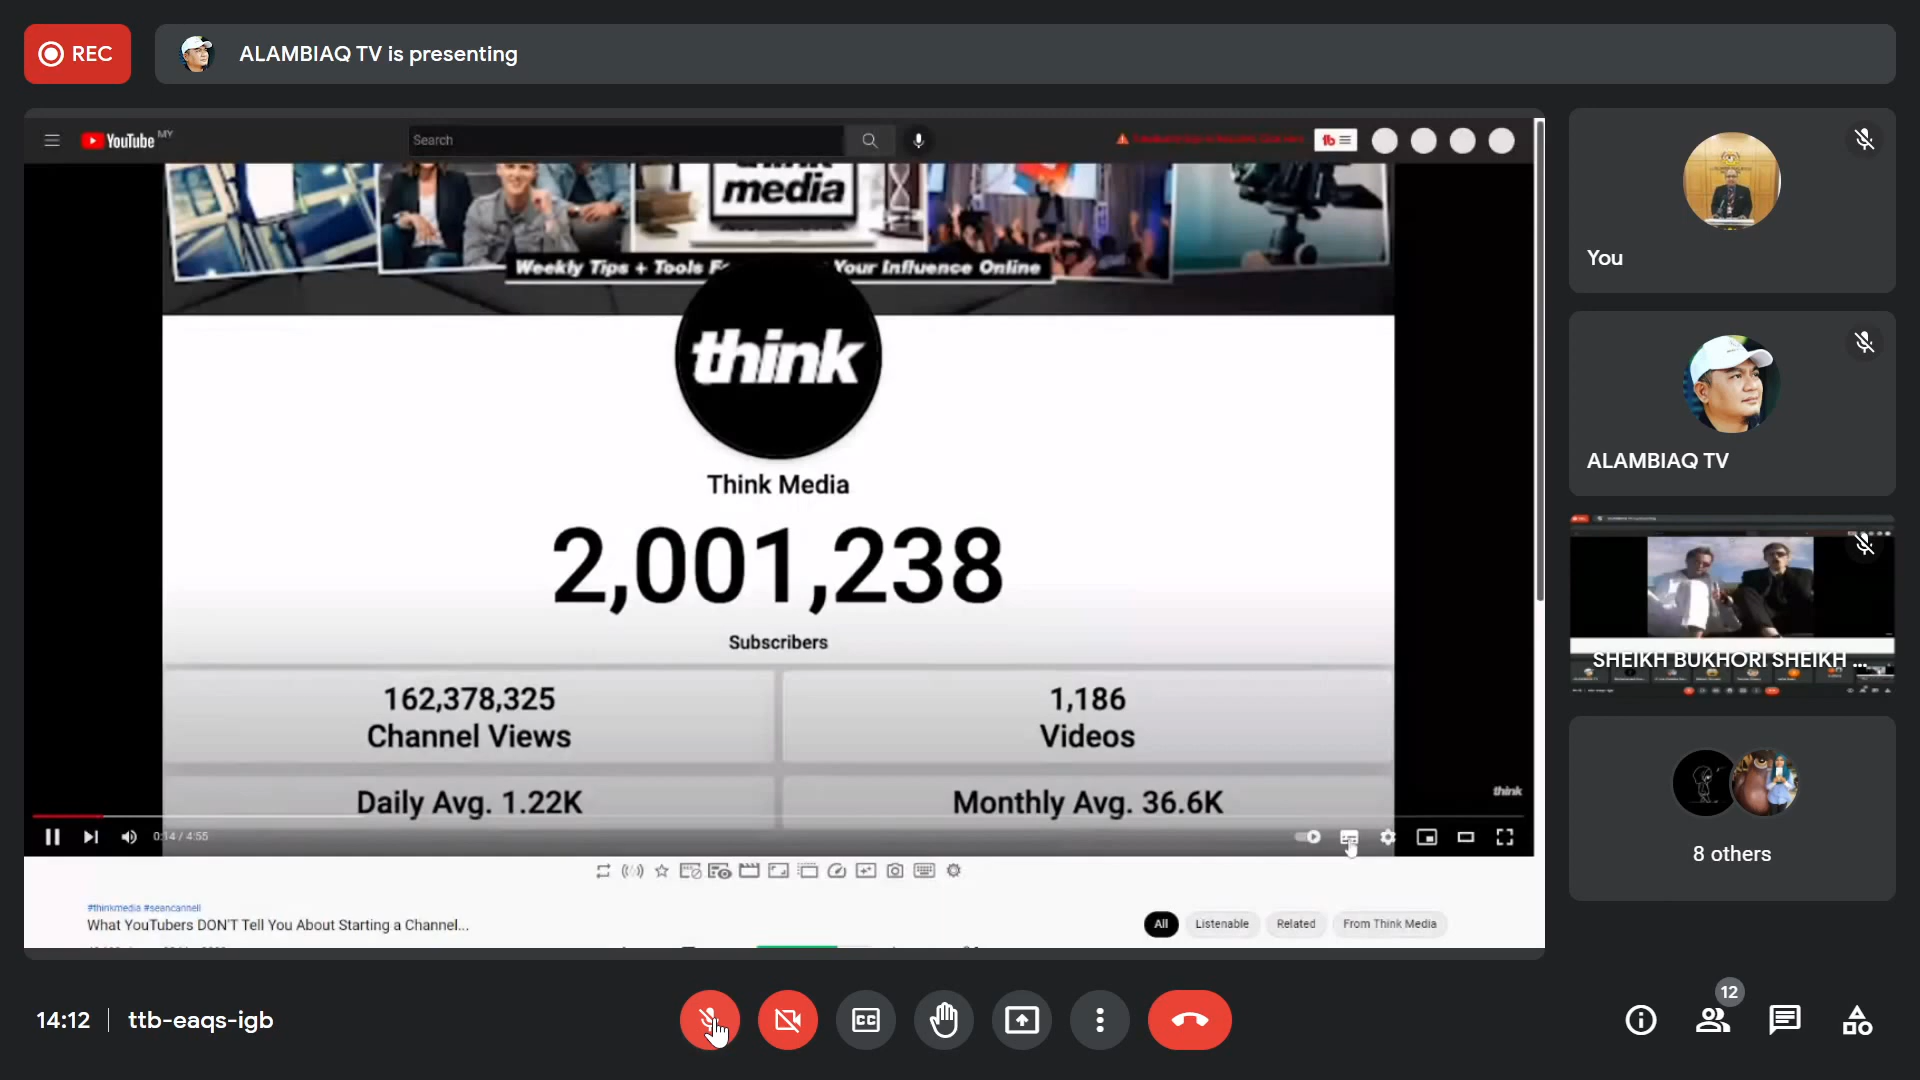 REC
ALAMBIAQ TV is presenting
YouTube MY
Search
think
media
Weekly Tips + Tools F
Your Influence Online
think
Think Media
2,001,238
Subscribers
162,378,325
Channel Views
1,186
Videos
Daily Avg. 1.22K
Monthly Avg. 36.6K
think
0:14 / 4:55
#thinkmedia #seancannell
What YouTubers DON'T Tell You About Starting a Channel...
All
Listenable
Related
From Think Media
You
ALAMBIAQ TV
SHEIKH BUKHORI SHEIKH ...
8 others
14:12
ttb-eaqs-igb
CC
12